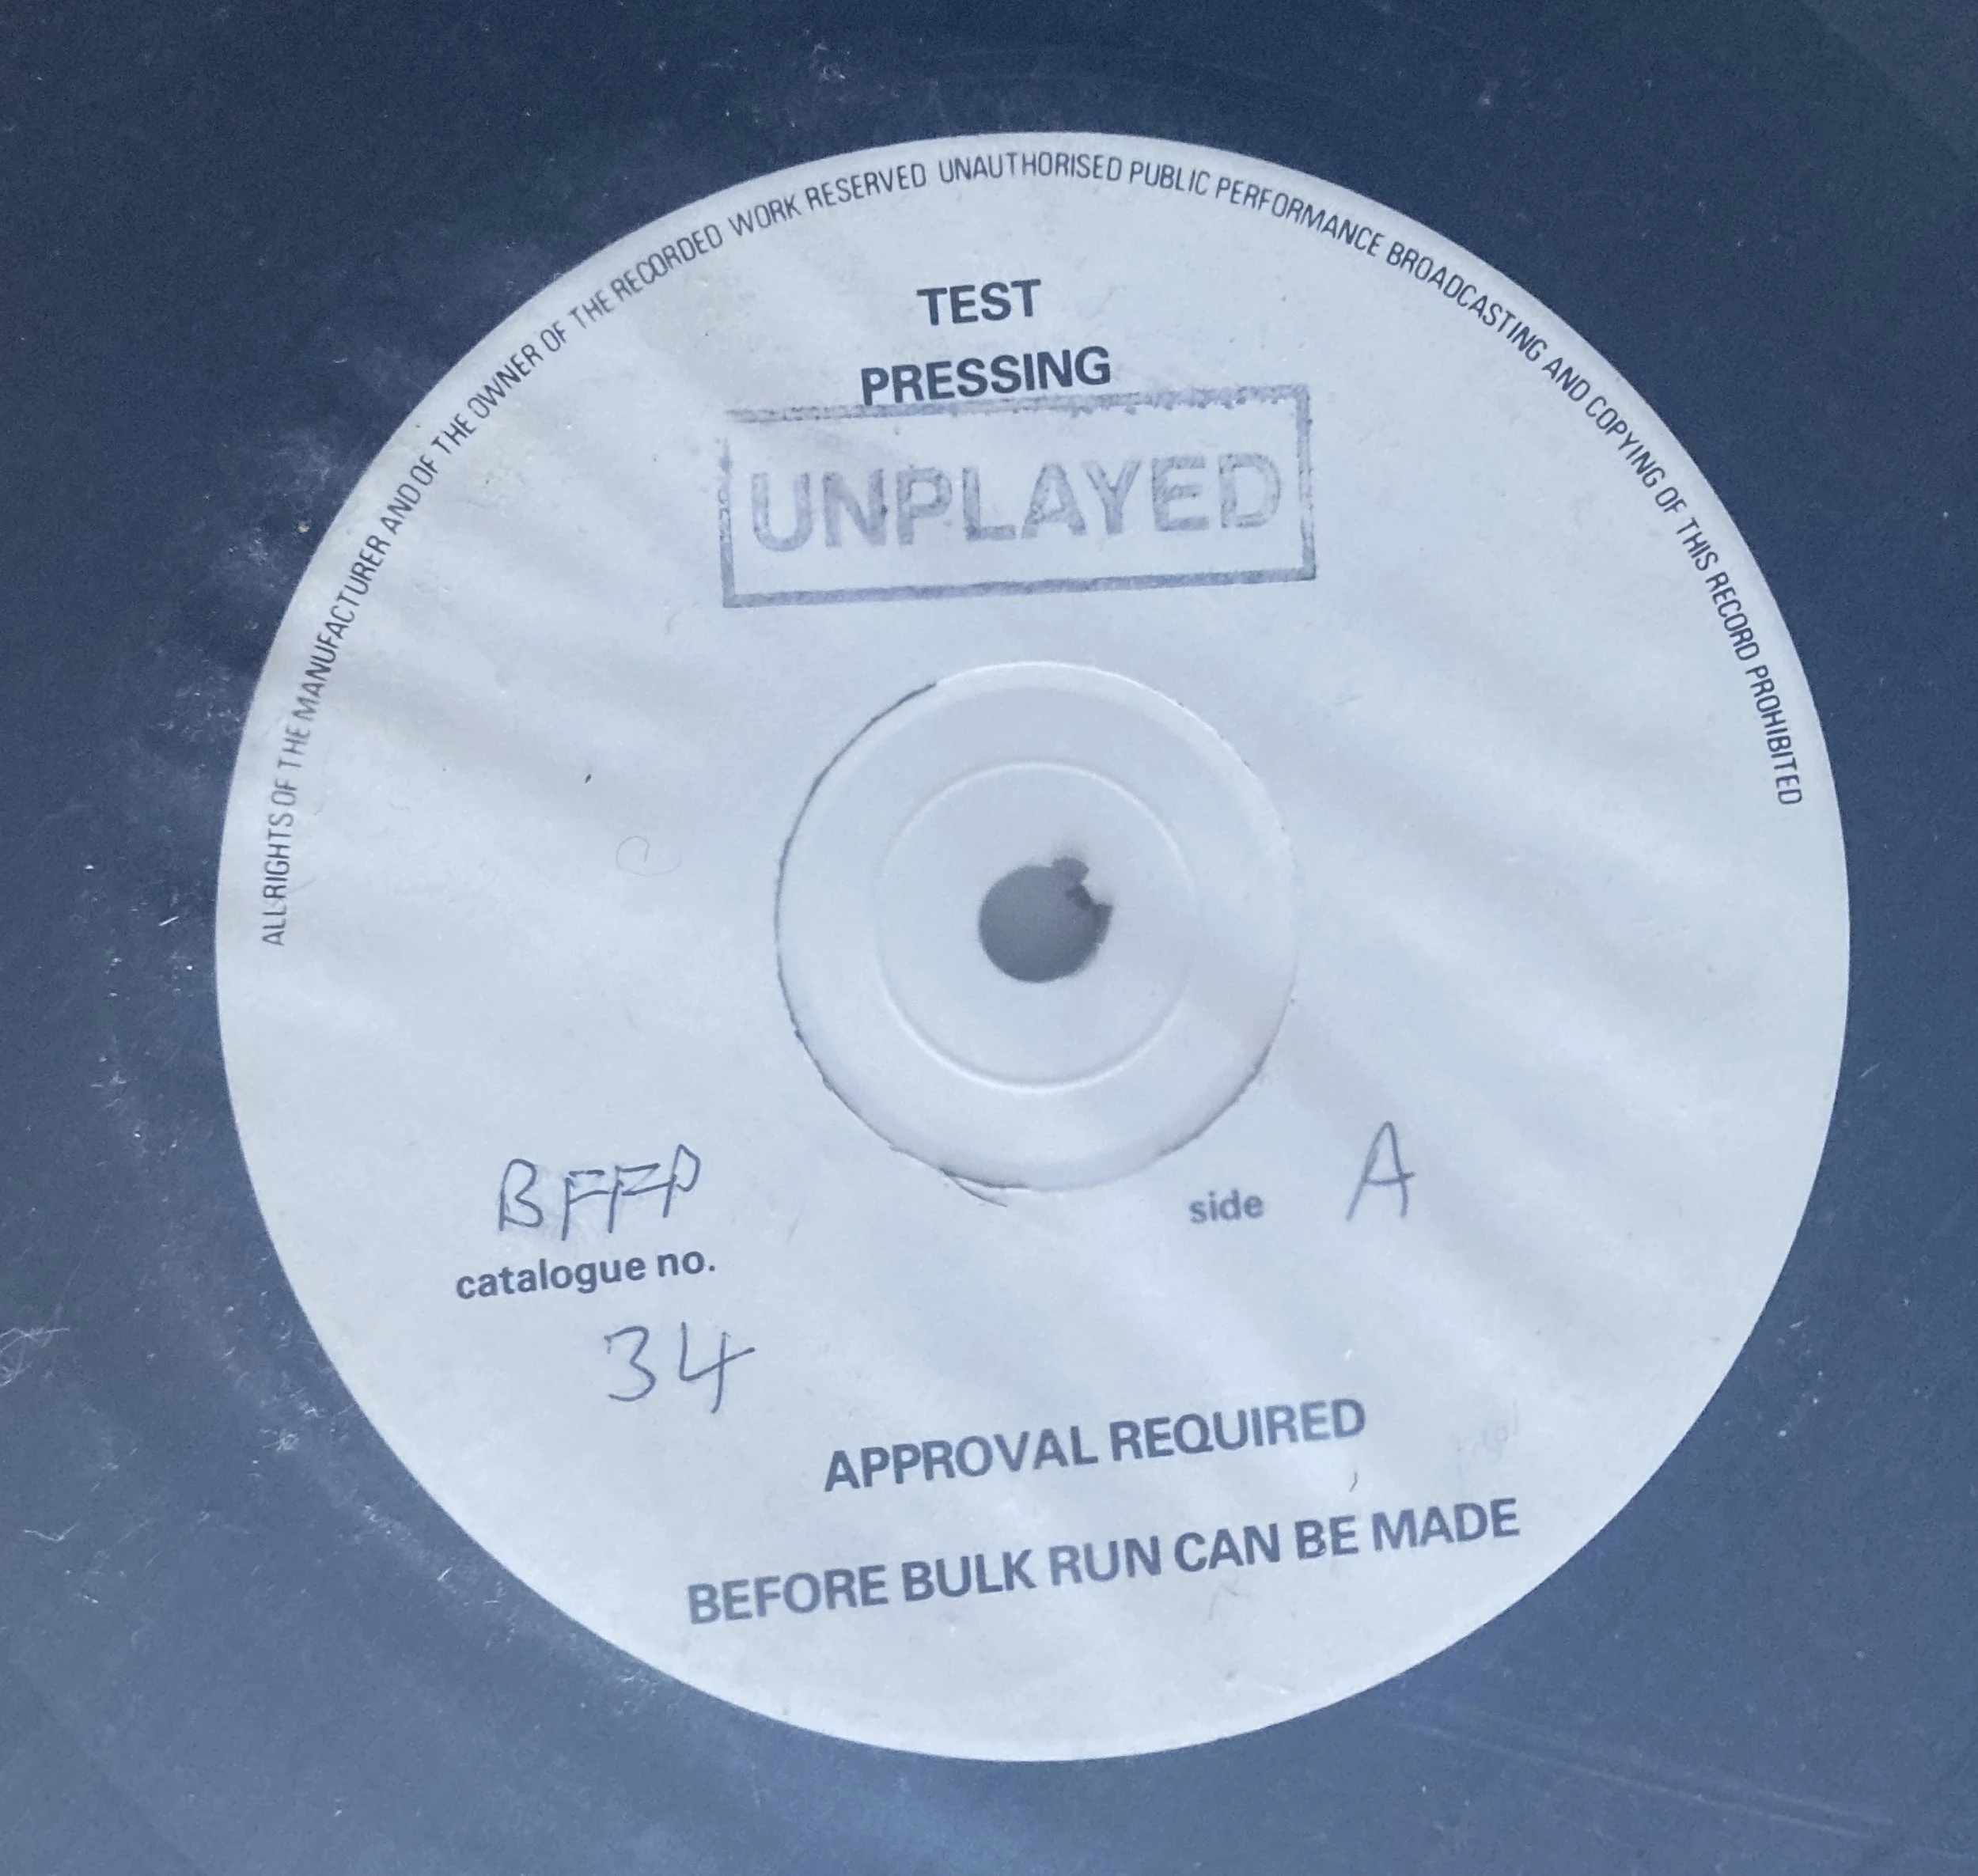 ALL RIGHTS OF THE MANUFACTURER AND OF THE OWNER OF THE RECORDED WORK RESERVED UNAUTHORISED PUBLIC PERFORMANCE BROADCASTING AND COPYING OF THIS RECORD PROHIBITED
TEST
PRESSING
UNPLAYED
BFFP
catalogue no.
34
side A
APPROVAL REQUIRED
BEFORE BULK RUN CAN BE MADE